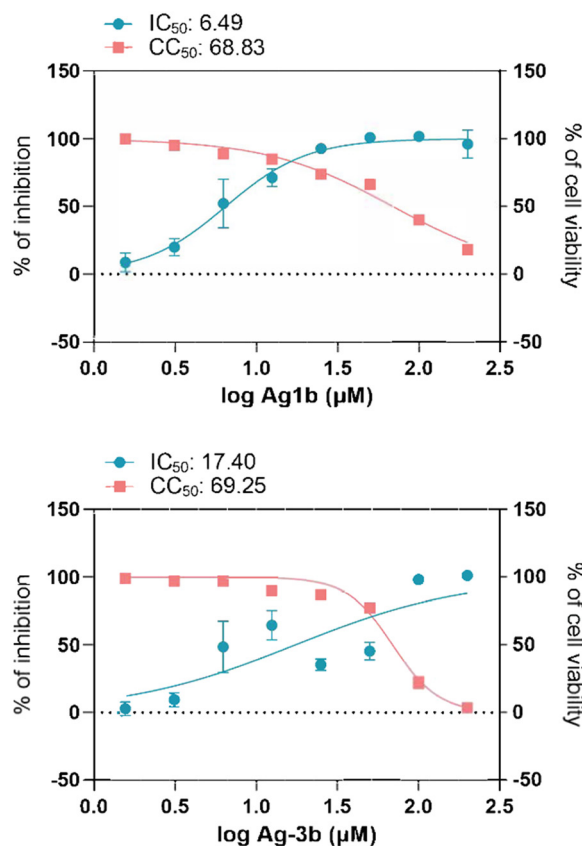 IC50: 6.49
CC50: 68.83
150 150
100 100
50 50
0 0
-50 -50
% of inhibition
% of cell viability
0.0 0.5 1.0 1.5 2.0 2.5
log Ag1b (µM)
IC50: 17.40
CC50: 69.25
150 150
100 100
50 50
0 0
-50 -50
% of inhibition
% of cell viability
0.0 0.5 1.0 1.5 2.0 2.5
log Ag-3b (µM)